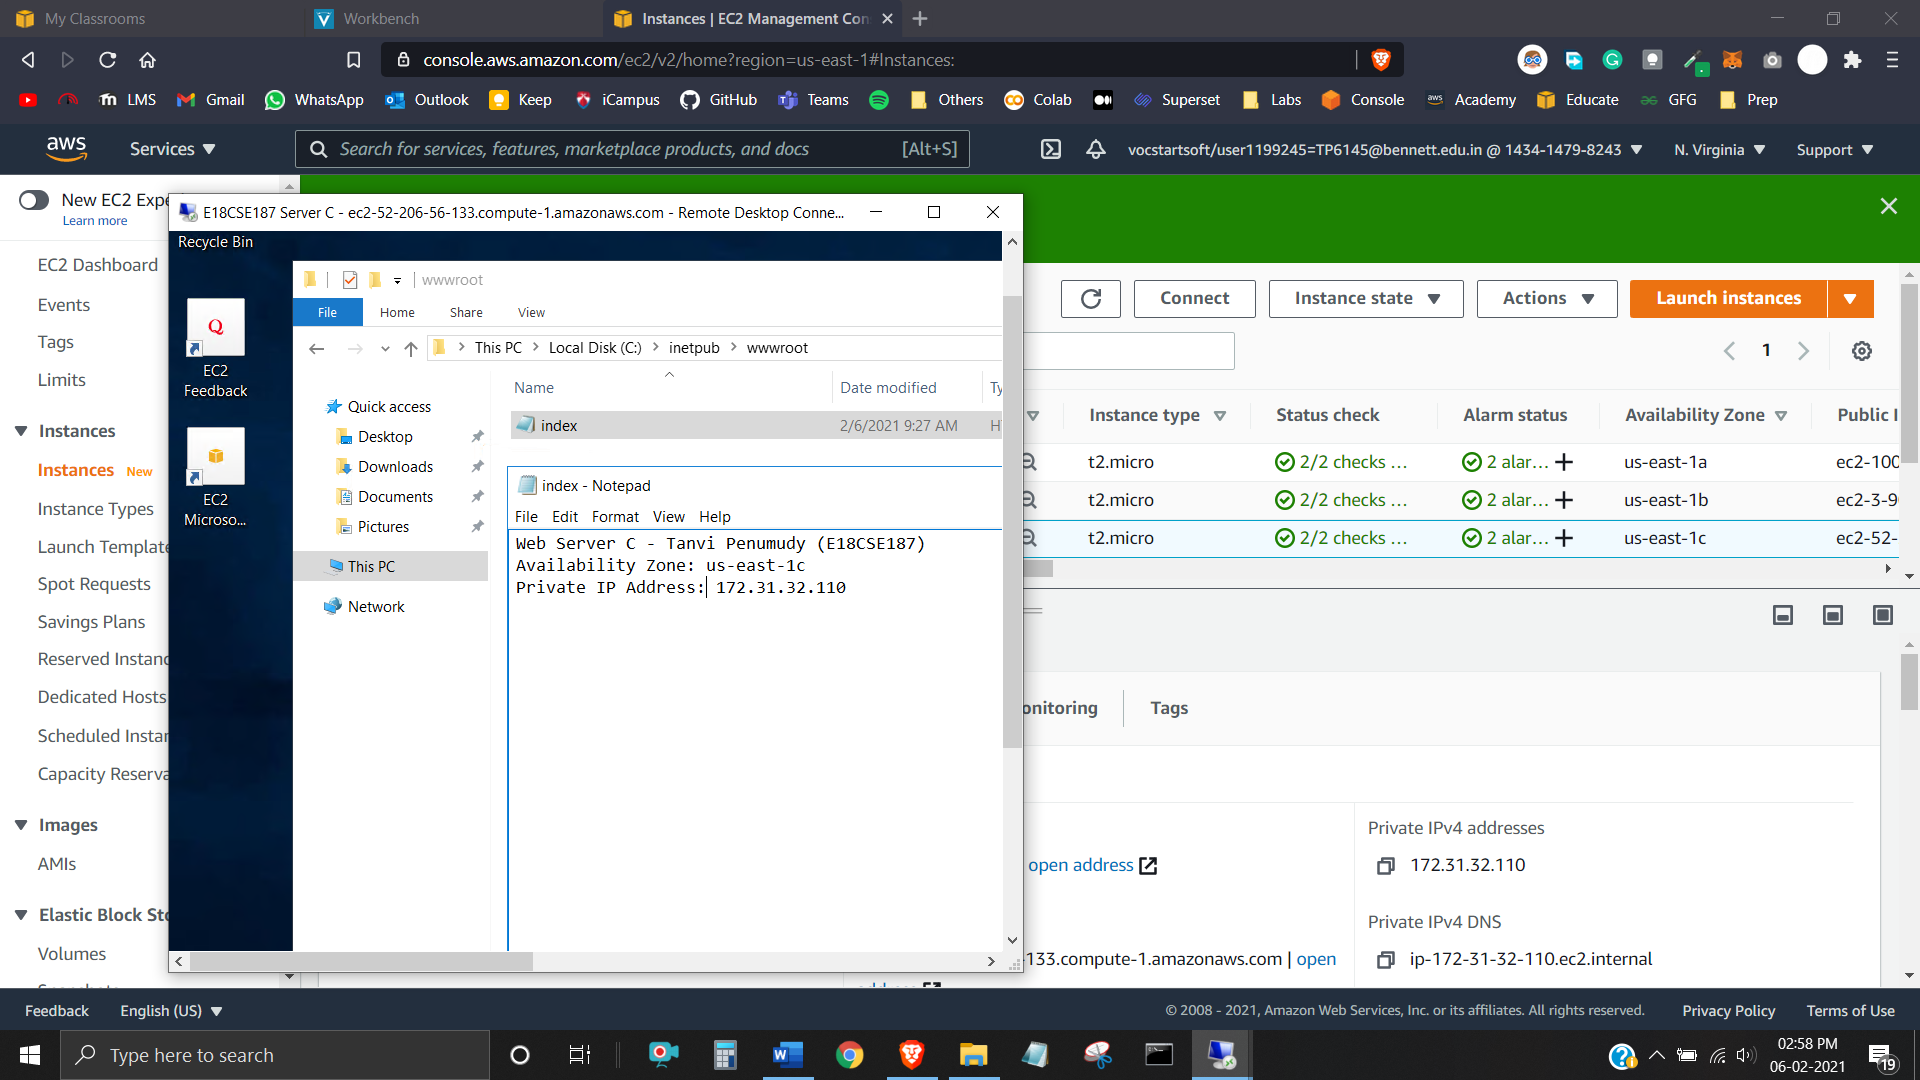 My Classrooms
Workbench
Instances | EC2 Management Con
console.aws.amazon.com/ec2/v2/home?region=us-east-1#Instances:
LMS Gmail WhatsApp Outlook Keep iCampus GitHub Teams Others Colab Superset Labs Console Academy Educate GFG Prep
aws Services Search for services, features, marketplace products, and docs [Alt+S] vocstartsoft/user1199245=TP6145@bennett.edu.in @ 1434-1479-8243 N. Virginia Support
New EC2 Expe
Learn more
EC2 Dashboard
Events
Tags
Limits
Instances
Instances New
Instance Types
Launch Template
Spot Requests
Savings Plans
Reserved Instanc
Dedicated Hosts
Scheduled Instan
Capacity Reserva
Images
AMIs
Elastic Block Sto
Volumes
E18CSE187 Server C - ec2-52-206-56-133.compute-1.amazonaws.com - Remote Desktop Conne...
Recycle Bin
EC2
Feedback
EC2
Microso...
wwwroot
File Home Share View
This PC Local Disk (C:) inetpub wwwroot
Name Date modified Ty
index 2/6/2021 9:27 AM H
Quick access
Desktop
Downloads
Documents
Pictures
This PC
Network
index - Notepad
File Edit Format View Help
Web Server C - Tanvi Penumudy (E18CSE187)
Availability Zone: us-east-1c
Private IP Address: 172.31.32.110
Connect Instance state Actions Launch instances
1
Instance type Status check Alarm status Availability Zone Public I
t2.micro 2/2 checks ... 2 alar... us-east-1a ec2-100
t2.micro 2/2 checks ... 2 alar... us-east-1b ec2-3-9
t2.micro 2/2 checks ... 2 alar... us-east-1c ec2-52-
onitoring Tags
Private IPv4 addresses
open address 172.31.32.110
Private IPv4 DNS
-133.compute-1.amazonaws.com | open ip-172-31-32-110.ec2.internal
Feedback English (US) © 2008 - 2021, Amazon Web Services, Inc. or its affiliates. All rights reserved. Privacy Policy Terms of Use
Type here to search
02:58 PM
06-02-2021
19